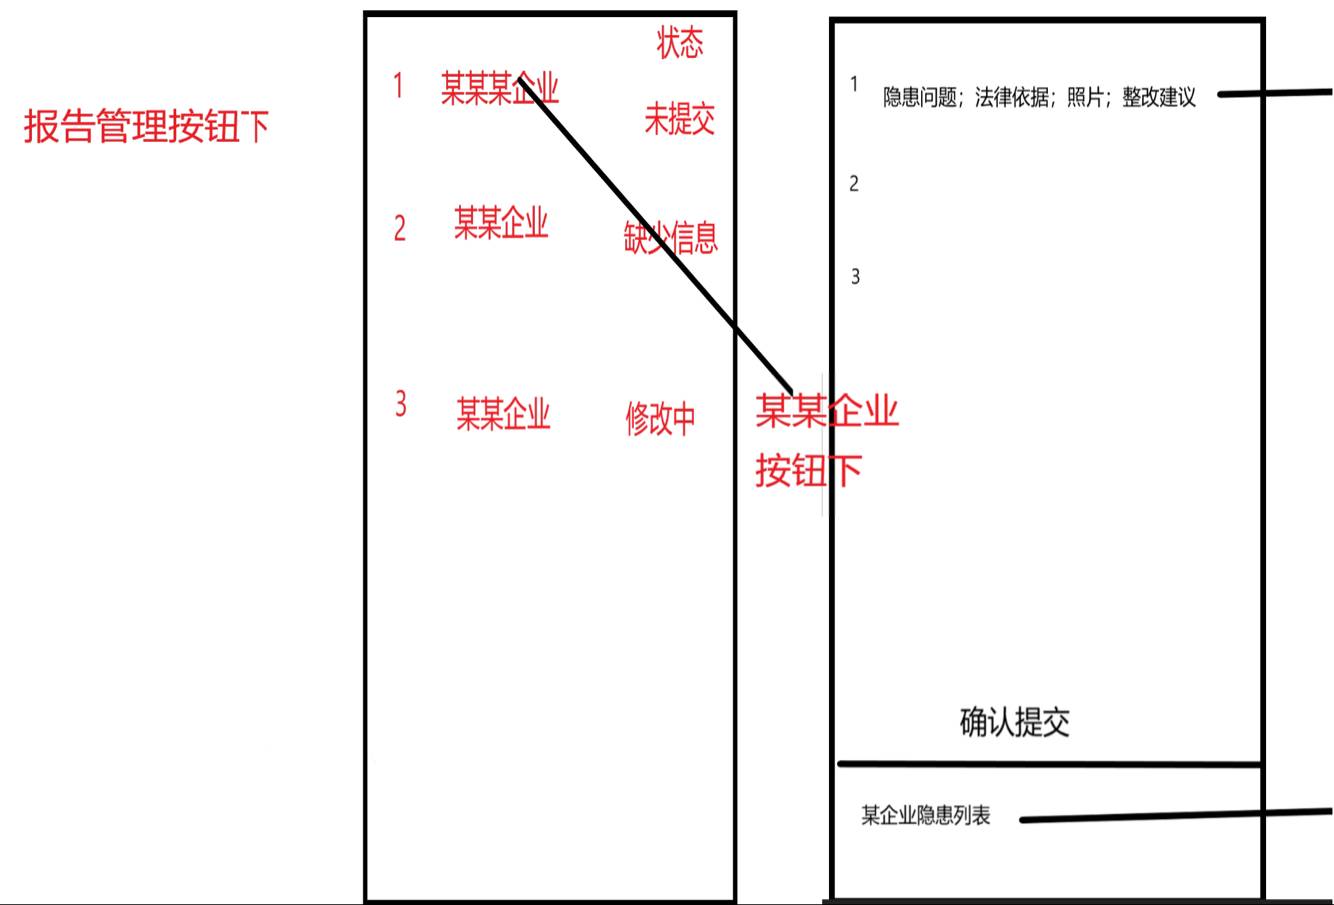 报告管理按钮下
状态
1 某某某企业
未提交
2 某某企业
缺少信息
3 某某企业 修改中
某某企业
按钮下
1 隐患问题；法律依据；照片；整改建议
2
3
确认提交
某企业隐患列表